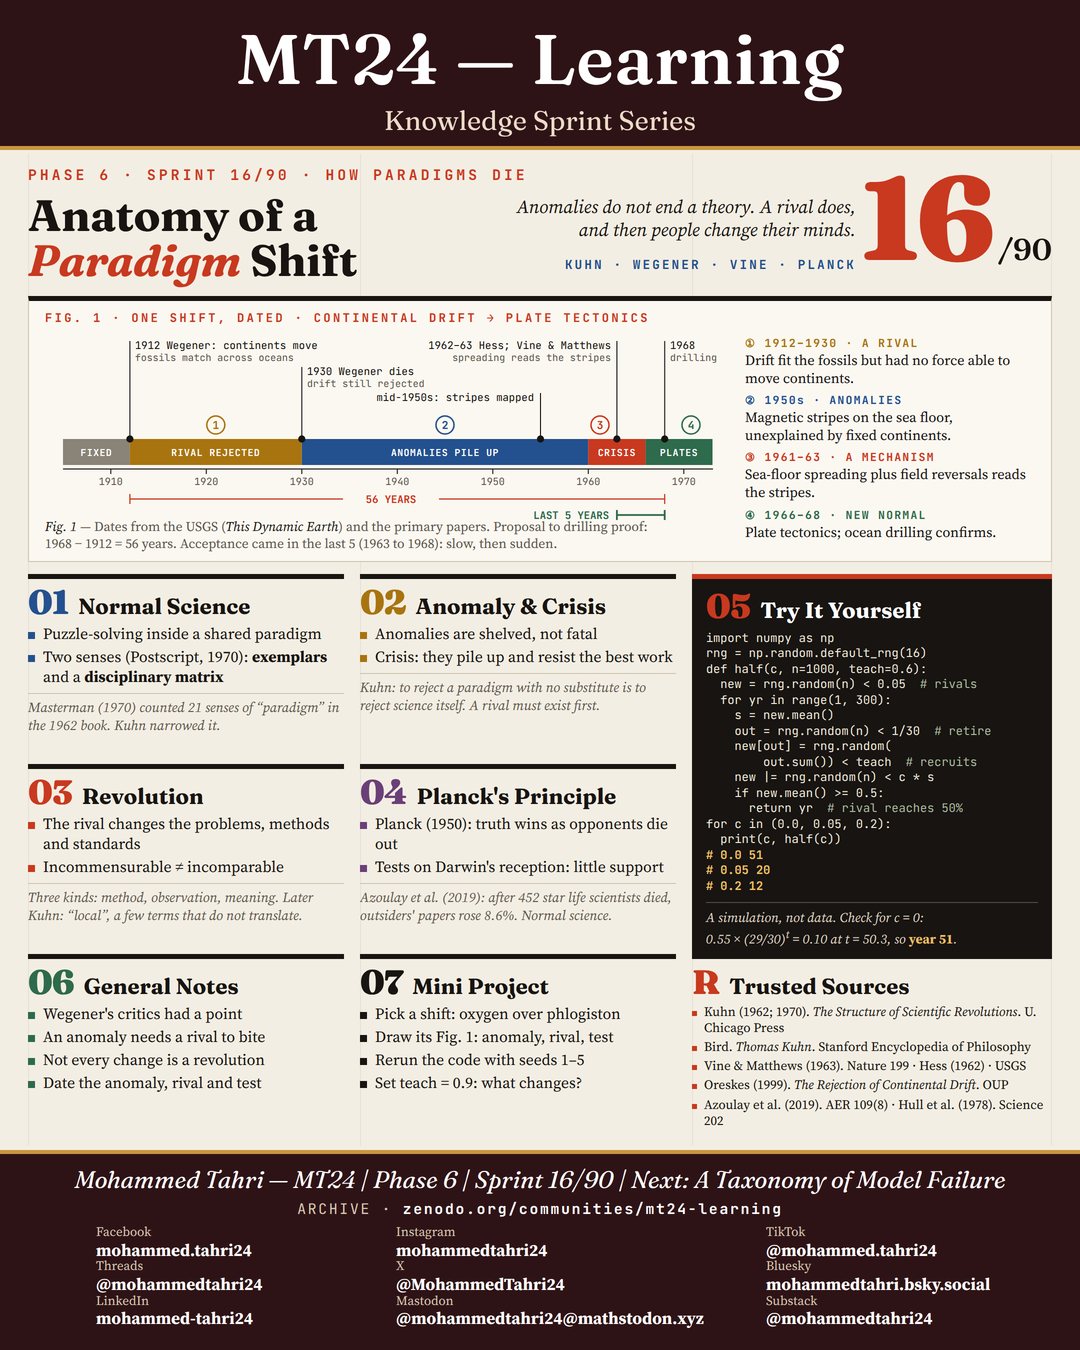 MT24 — Learning
Knowledge Sprint Series
PHASE 6 · SPRINT 16/90 · HOW PARADIGMS DIE
Anatomy of a
Paradigm Shift
Anomalies do not end a theory. A rival does,
and then people change their minds.
KUHN · WEGENER · VINE · PLANCK
16/90
FIG. 1 · ONE SHIFT, DATED · CONTINENTAL DRIFT → PLATE TECTONICS
1912 Wegener: continents move
fossils match across oceans
1930 Wegener dies
drift still rejected
mid-1950s: stripes mapped
1962–63 Hess; Vine & Matthews
spreading reads the stripes
1968
drilling
1 2 3 4
FIXED RIVAL REJECTED ANOMALIES PILE UP CRISIS PLATES
1910 1920 1930 1940 1950 1960 1970
56 YEARS
LAST 5 YEARS
Fig. 1 — Dates from the USGS (This Dynamic Earth) and the primary papers. Proposal to drilling proof:
1968 − 1912 = 56 years. Acceptance came in the last 5 (1963 to 1968): slow, then sudden.
① 1912–1930 · A RIVAL
Drift fit the fossils but had no force able to
move continents.
② 1950s · ANOMALIES
Magnetic stripes on the sea floor,
unexplained by fixed continents.
③ 1961–63 · A MECHANISM
Sea-floor spreading plus field reversals reads
the stripes.
④ 1966–68 · NEW NORMAL
Plate tectonics; ocean drilling confirms.
01 Normal Science
Puzzle-solving inside a shared paradigm
Two senses (Postscript, 1970): exemplars
and a disciplinary matrix
Masterman (1970) counted 21 senses of “paradigm” in
the 1962 book. Kuhn narrowed it.
02 Anomaly & Crisis
Anomalies are shelved, not fatal
Crisis: they pile up and resist the best work
Kuhn: to reject a paradigm with no substitute is to
reject science itself. A rival must exist first.
03 Revolution
The rival changes the problems, methods
and standards
Incommensurable ≠ incomparable
Three kinds: method, observation, meaning. Later
Kuhn: “local”, a few terms that do not translate.
04 Planck's Principle
Planck (1950): truth wins as opponents die
out
Tests on Darwin's reception: little support
Azoulay et al. (2019): after 452 star life scientists died,
outsiders' papers rose 8.6%. Normal science.
05 Try It Yourself
import numpy as np
rng = np.random.default_rng(16)
def half(c, n=1000, teach=0.6):
new = rng.random(n) < 0.05 # rivals
for yr in range(1, 300):
s = new.mean()
out = rng.random(n) < 1/30 # retire
new[out] = rng.random(
out.sum()) < teach # recruits
new |= rng.random(n) < c * s
if new.mean() >= 0.5:
return yr # rival reaches 50%
for c in (0.0, 0.05, 0.2):
print(c, half(c))
# 0.0 51
# 0.05 20
# 0.2 12
A simulation, not data. Check for c = 0:
0.55 × (29/30)^t = 0.10 at t = 50.3, so year 51.
06 General Notes
Wegener's critics had a point
An anomaly needs a rival to bite
Not every change is a revolution
Date the anomaly, rival and test
07 Mini Project
Pick a shift: oxygen over phlogiston
Draw its Fig. 1: anomaly, rival, test
Rerun the code with seeds 1–5
Set teach = 0.9: what changes?
R Trusted Sources
Kuhn (1962; 1970). The Structure of Scientific Revolutions. U.
Chicago Press
Bird. Thomas Kuhn. Stanford Encyclopedia of Philosophy
Vine & Matthews (1963). Nature 199 · Hess (1962) · USGS
Oreskes (1999). The Rejection of Continental Drift. OUP
Azoulay et al. (2019). AER 109(8) · Hull et al. (1978). Science
202
Mohammed Tahri — MT24 | Phase 6 | Sprint 16/90 | Next: A Taxonomy of Model Failure
ARCHIVE · zenodo.org/communities/mt24-learning
Facebook
mohammed.tahri24
Threads
@mohammedtahri24
LinkedIn
mohammed-tahri24
Instagram
mohammedtahri24
X
@MohammedTahri24
Mastodon
@mohammedtahri24@mathstodon.xyz
TikTok
@mohammed.tahri24
Bluesky
mohammedtahri.bsky.social
Substack
@mohammedtahri24